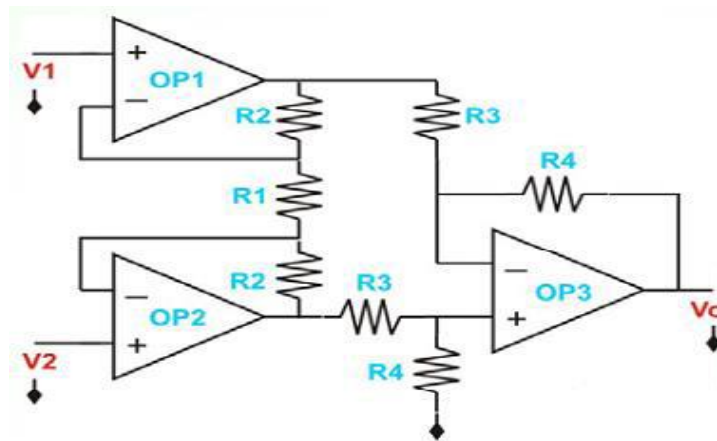 V1
+
OP1
−
R2
R3
R1
R4
R2
−
OP2
+
R3
−
OP3
+
Vo
V2
R4